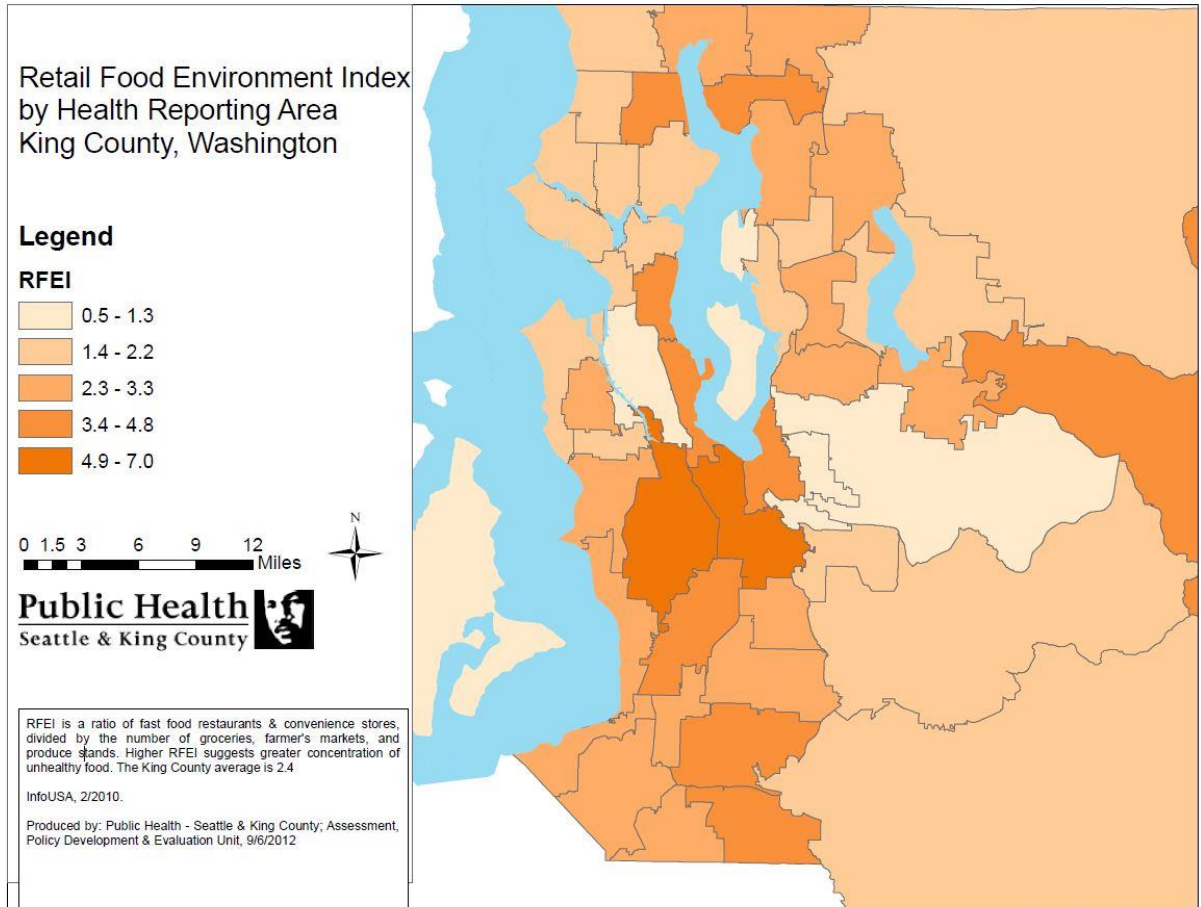 Retail Food Environment Index
by Health Reporting Area
King County, Washington
Legend
RFEI
0.5 - 1.3
1.4 - 2.2
2.3 - 3.3
3.4 - 4.8
4.9 - 7.0
N
0 1.5 3 6 9 12
Miles
Public Health
Seattle & King County
RFEI is a ratio of fast food restaurants & convenience stores,
divided by the number of groceries, farmer's markets, and
produce stands. Higher RFEI suggests greater concentration of
unhealthy food. The King County average is 2.4
InfoUSA, 2/2010.
Produced by: Public Health - Seattle & King County; Assessment,
Policy Development & Evaluation Unit, 9/6/2012